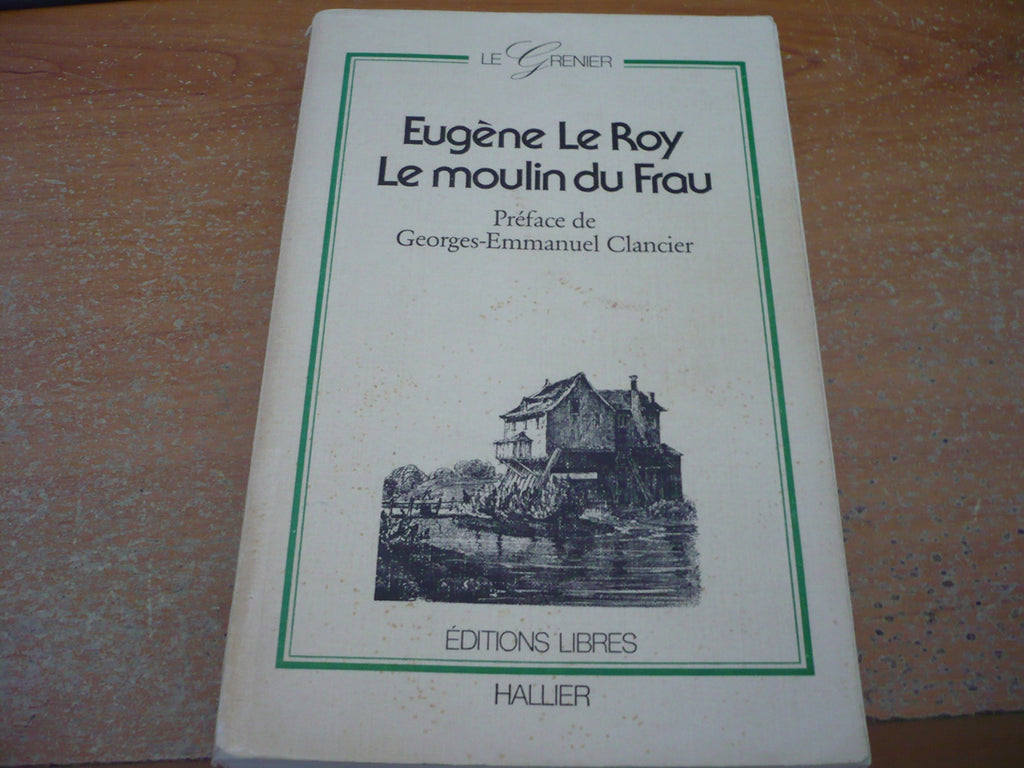 LE GRENIER
Eugène Le Roy
Le moulin du Frau
Préface de
Georges-Emmanuel Clancier
ÉDITIONS LIBRES
HALLIER